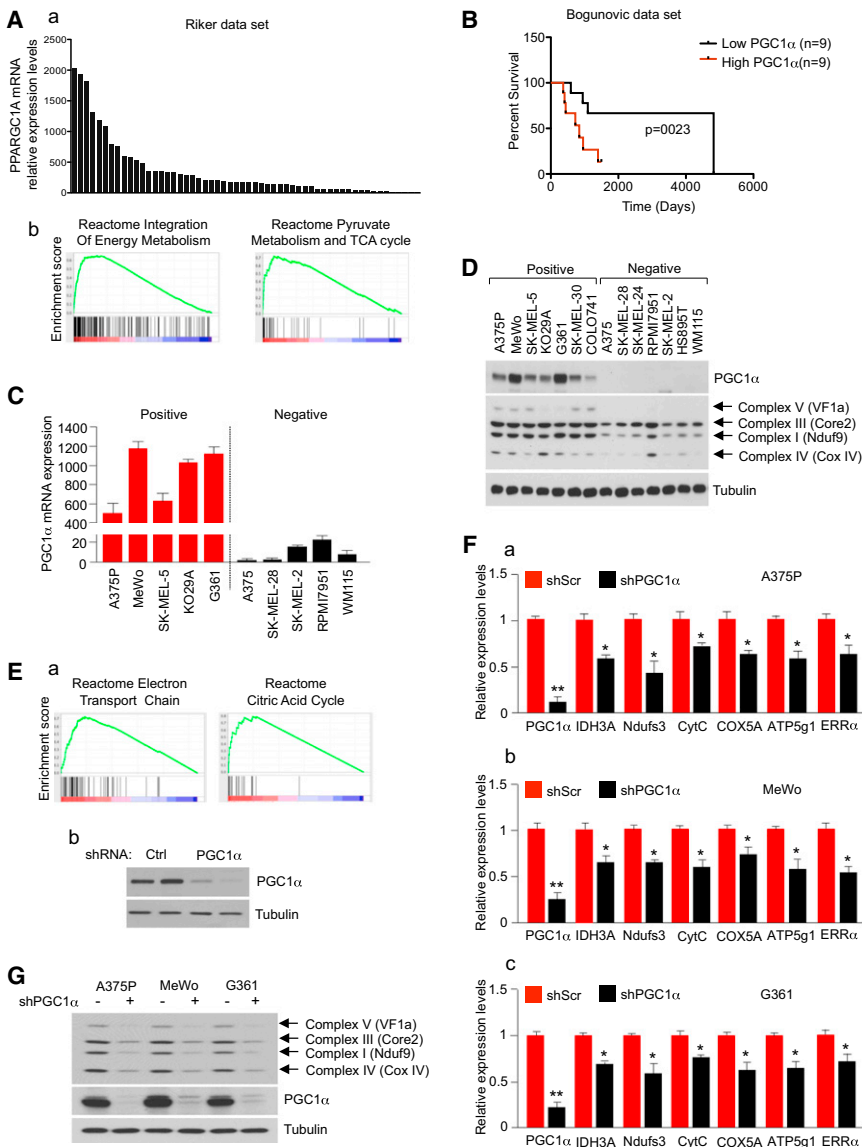 A
a
Riker data set
PPARGC1A mRNA
relative expression levels
2500
2000
1500
1000
500
0
b
Reactome Integration
Of Energy Metabolism
Reactome Pyruvate
Metabolism and TCA cycle
Enrichment score
B
Bogunovic data set
Low PGC1α (n=9)
High PGC1α(n=9)
Percent Survival
150
100
50
0
p=0023
0
2000
4000
6000
Time (Days)
C
Positive
Negative
PGC1α mRNA expression
1400
1200
1000
800
600
400
20
0
A375P
MeWo
SK-MEL-5
KO29A
G361
A375
SK-MEL-28
SK-MEL-2
RPMI7951
WM115
D
Positive
Negative
A375P
MeWo
SK-MEL-5
KO29A
G361
SK-MEL-30
COLO741
A375
SK-MEL-28
SK-MEL-24
RPMI7951
SK-MEL-2
HS895T
WM115
PGC1α
Complex V (VF1a)
Complex III (Core2)
Complex I (Nduf9)
Complex IV (Cox IV)
Tubulin
E
a
Reactome Electron
Transport Chain
Reactome
Citric Acid Cycle
Enrichment score
b
shRNA: Ctrl PGC1α
PGC1α
Tubulin
F
a
shScr
shPGC1α
A375P
Relative expression levels
1.5
1
0.5
0
** * * * * * *
PGC1α IDH3A Ndufs3 CytC COX5A ATP5g1 ERRα
b
shScr
shPGC1α
MeWo
Relative expression levels
1.5
1
0.5
0
** * * * * * *
PGC1α IDH3A Ndufs3 CytC COX5A ATP5g1 ERRα
c
shScr
shPGC1α
G361
Relative expression levels
1.5
1
0.5
0
** * * * * * *
PGC1α IDH3A Ndufs3 CytC COX5A ATP5g1 ERRα
G
A375P MeWo G361
shPGC1α - + - + - +
Complex V (VF1a)
Complex III (Core2)
Complex I (Nduf9)
Complex IV (Cox IV)
PGC1α
Tubulin